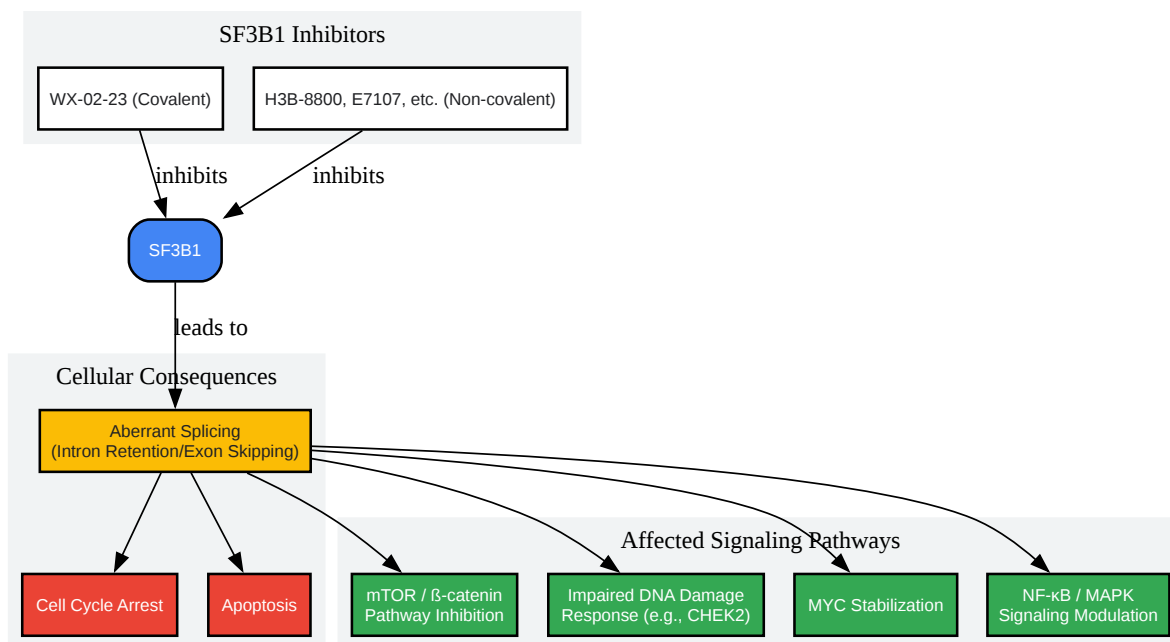 SF3B1 Inhibitors
WX-02-23 (Covalent)
H3B-8800, E7107, etc. (Non-covalent)
inhibits
inhibits
SF3B1
leads to
Cellular Consequences
Aberrant Splicing
(Intron Retention/Exon Skipping)
Affected Signaling Pathways
Cell Cycle Arrest
Apoptosis
mTOR / ß-catenin
Pathway Inhibition
Impaired DNA Damage
Response (e.g., CHEK2)
MYC Stabilization
NF-κB / MAPK
Signaling Modulation